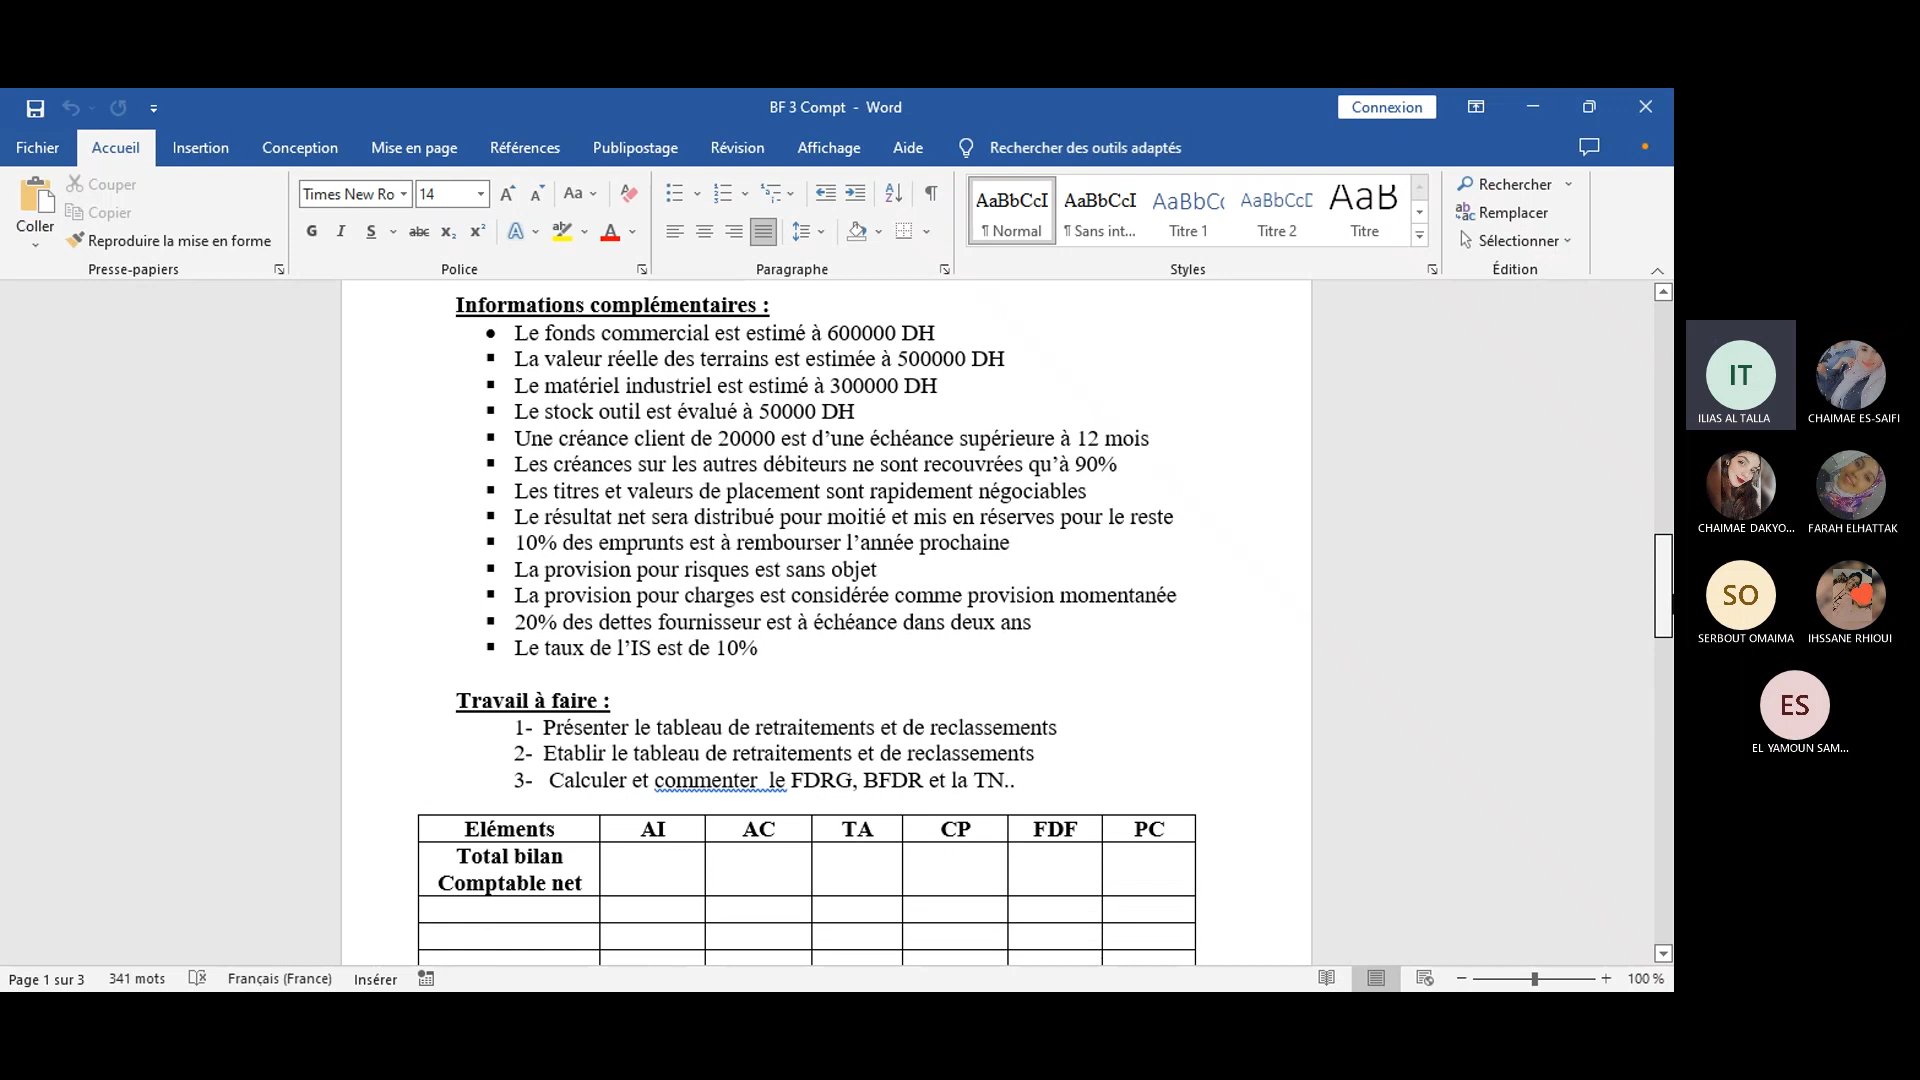 BF 3 Compt - Word
Connexion
Fichier Accueil Insertion Conception Mise en page Références Publipostage Révision Affichage Aide Rechercher des outils adaptés
Coller
Couper
Copier
Reproduire la mise en forme
Presse-papiers
Times New Ro 14
Police
Paragraphe
AaBbCcI AaBbCcI AaBbCc AaBbCcD AaB
¶ Normal ¶ Sans int... Titre 1 Titre 2 Titre
Styles
Rechercher
Remplacer
Sélectionner
Édition
Informations complémentaires :
• Le fonds commercial est estimé à 600000 DH
▪ La valeur réelle des terrains est estimée à 500000 DH
▪ Le matériel industriel est estimé à 300000 DH
▪ Le stock outil est évalué à 50000 DH
▪ Une créance client de 20000 est d’une échéance supérieure à 12 mois
▪ Les créances sur les autres débiteurs ne sont recouvrées qu’à 90%
▪ Les titres et valeurs de placement sont rapidement négociables
▪ Le résultat net sera distribué pour moitié et mis en réserves pour le reste
▪ 10% des emprunts est à rembourser l’année prochaine
▪ La provision pour risques est sans objet
▪ La provision pour charges est considérée comme provision momentanée
▪ 20% des dettes fournisseur est à échéance dans deux ans
▪ Le taux de l’IS est de 10%
Travail à faire :
1- Présenter le tableau de retraitements et de reclassements
2- Etablir le tableau de retraitements et de reclassements
3- Calculer et commenter le FDRG, BFDR et la TN..
Eléments AI AC TA CP FDF PC
Total bilan
Comptable net
Page 1 sur 3 341 mots Français (France) Insérer 100 %
IT
ILIAS AL TALLA
CHAIMAE ES-SAIFI
CHAIMAE DAKYO...
FARAH ELHATTAK
SO
SERBOUT OMAIMA
IHSSANE RHIOUI
ES
EL YAMOUN SAM...